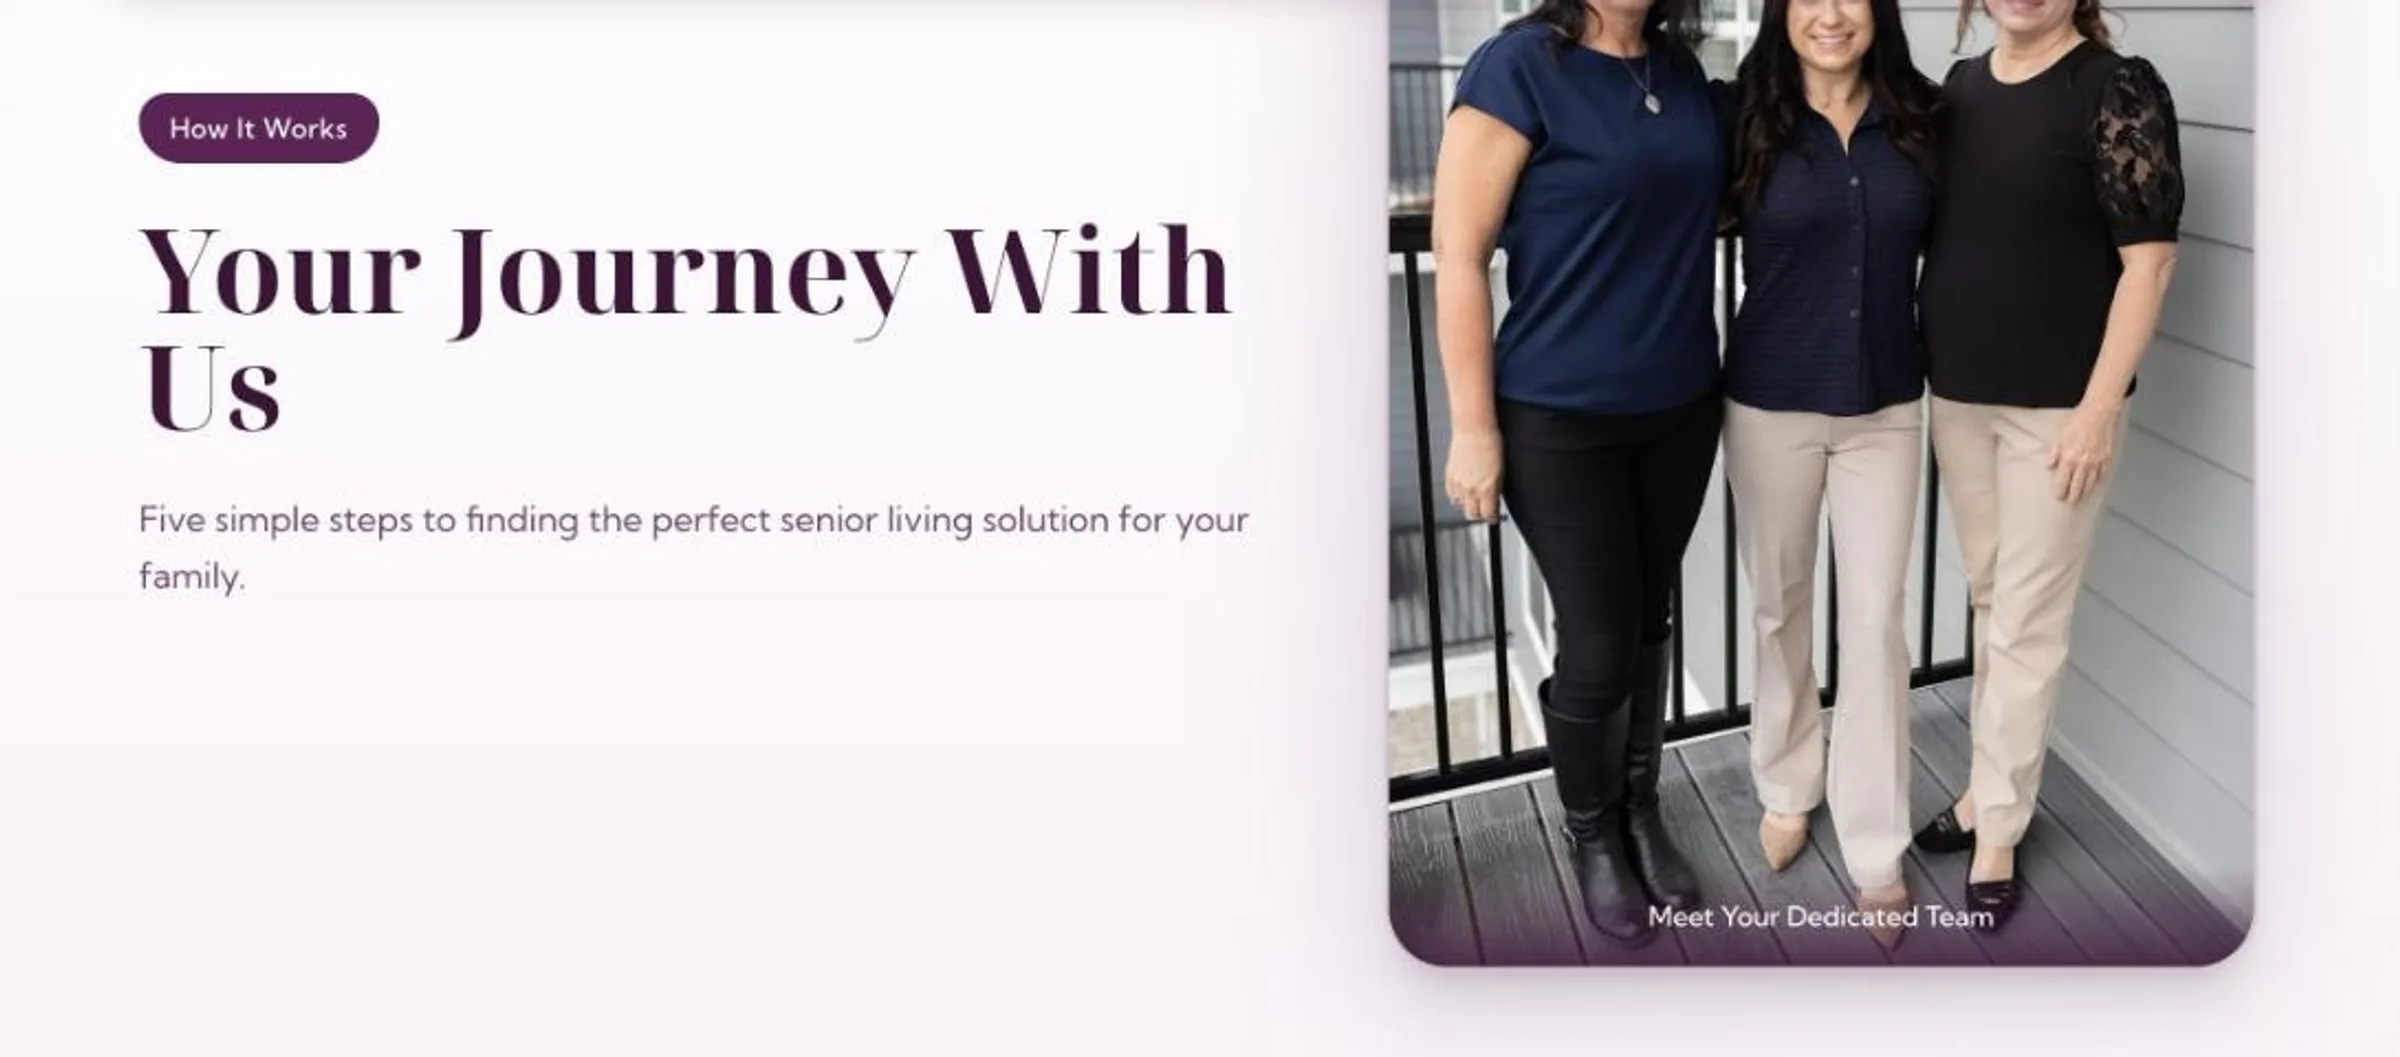 How It Works
Your Journey With
Us
Five simple steps to finding the perfect senior living solution for your
family.
Meet Your Dedicated Team